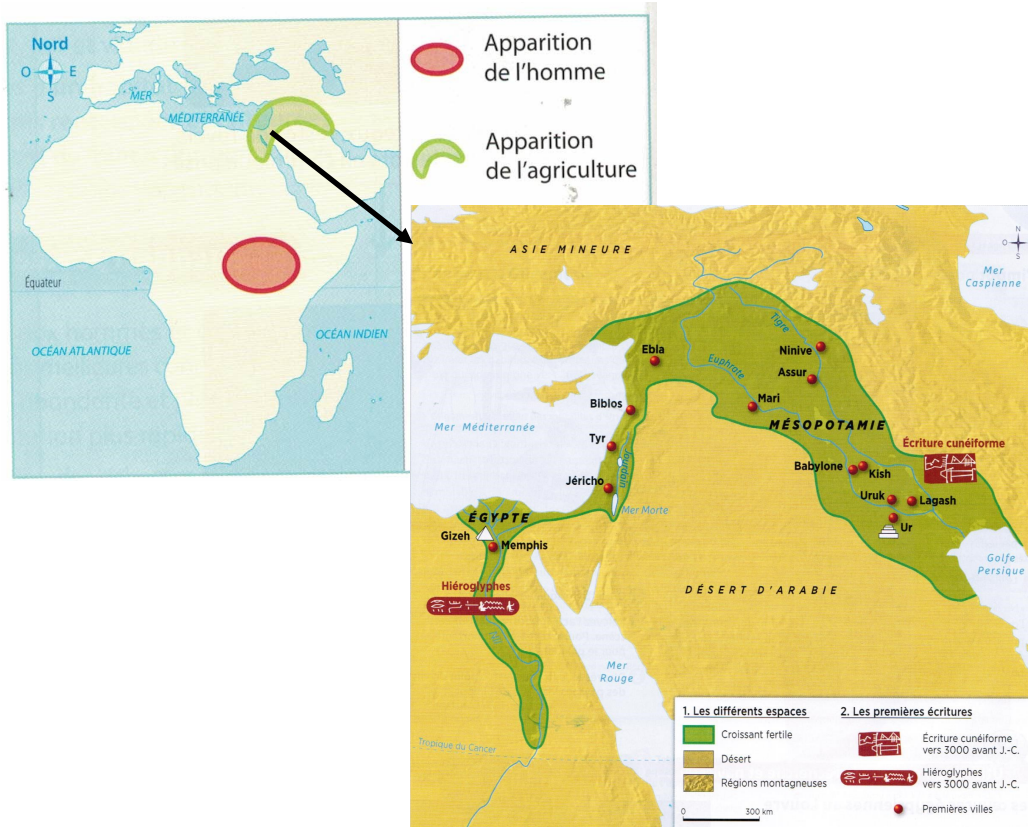 Nord
O
E
S
MER
MÉDITERRANÉE
Équateur
OCÉAN ATLANTIQUE
OCÉAN INDIEN
Apparition
de l'homme
Apparition
de l'agriculture
ASIE MINEURE
N
O
S
Mer
Caspienne
Tigre
Ninive
Ebla
Euphrate
Assur
Mari
Biblos
Mer Méditerranée
MÉSOPOTAMIE
Tyr
Écriture cunéiforme
Jourdain
Babylone
Kish
Jéricho
Uruk
Lagash
Mer Morte
ÉGYPTE
Ur
Gizeh
Memphis
Golfe
Persique
Hiéroglyphes
DÉSERT D'ARABIE
Nil
Mer
Rouge
Tropique du Cancer
1. Les différents espaces
Croissant fertile
Désert
Régions montagneuses
0 300 km
2. Les premières écritures
Écriture cunéiforme
vers 3000 avant J.-C.
Hiéroglyphes
vers 3000 avant J.-C.
Premières villes